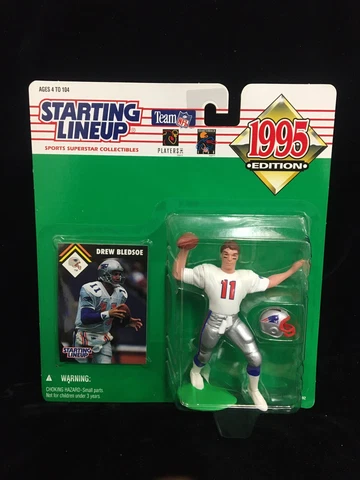 AGES 4 TO 104
STARTING
LINEUP
SPORTS SUPERSTAR COLLECTIBLES
Team NFL
PLAYERS
1995
EDITION
DREW BLEDSOE
11
11
STARTING
LINEUP
WARNING:
CHOKING HAZARD-Small parts.
Not for children under 3 years.